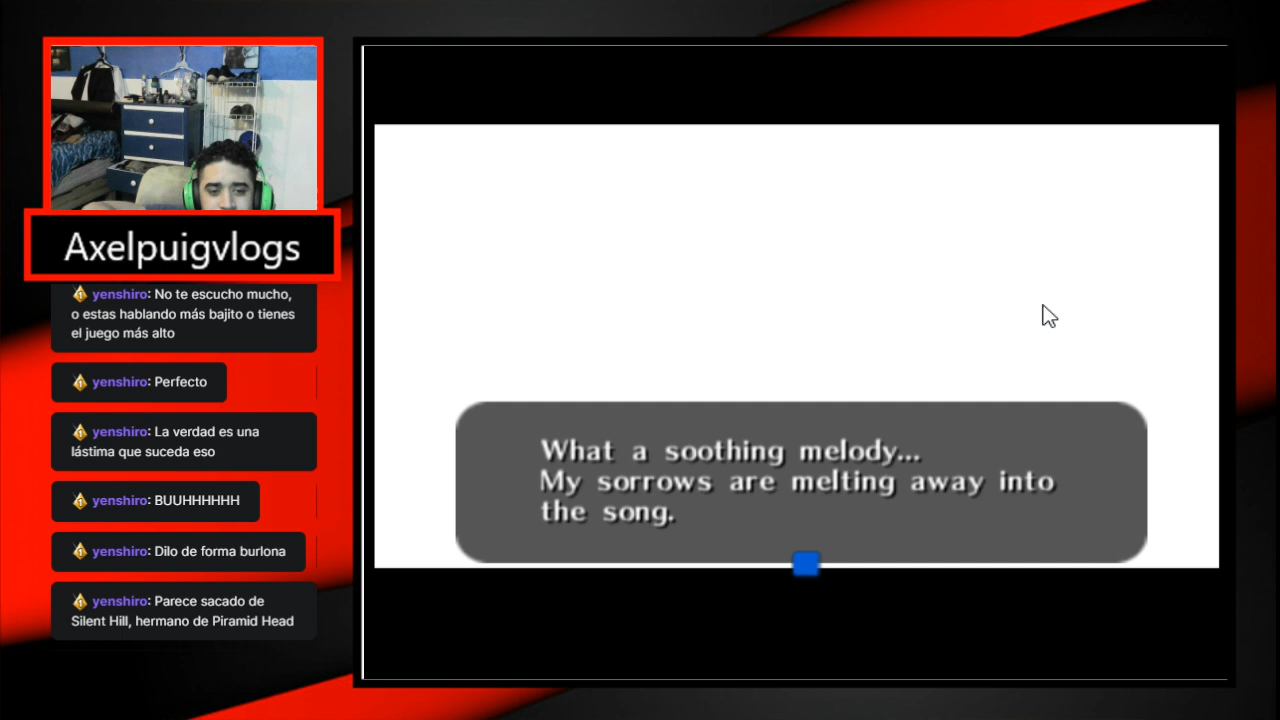 Axelpuigvlogs
yenshiro: No te escucho mucho,
o estas hablando más bajito o tienes
el juego más alto
yenshiro: Perfecto
yenshiro: La verdad es una
lástima que suceda eso
yenshiro: BUUHHHHHH
yenshiro: Dilo de forma burlona
yenshiro: Parece sacado de
Silent Hill, hermano de Piramid Head
What a soothing melody...
My sorrows are melting away into
the song.